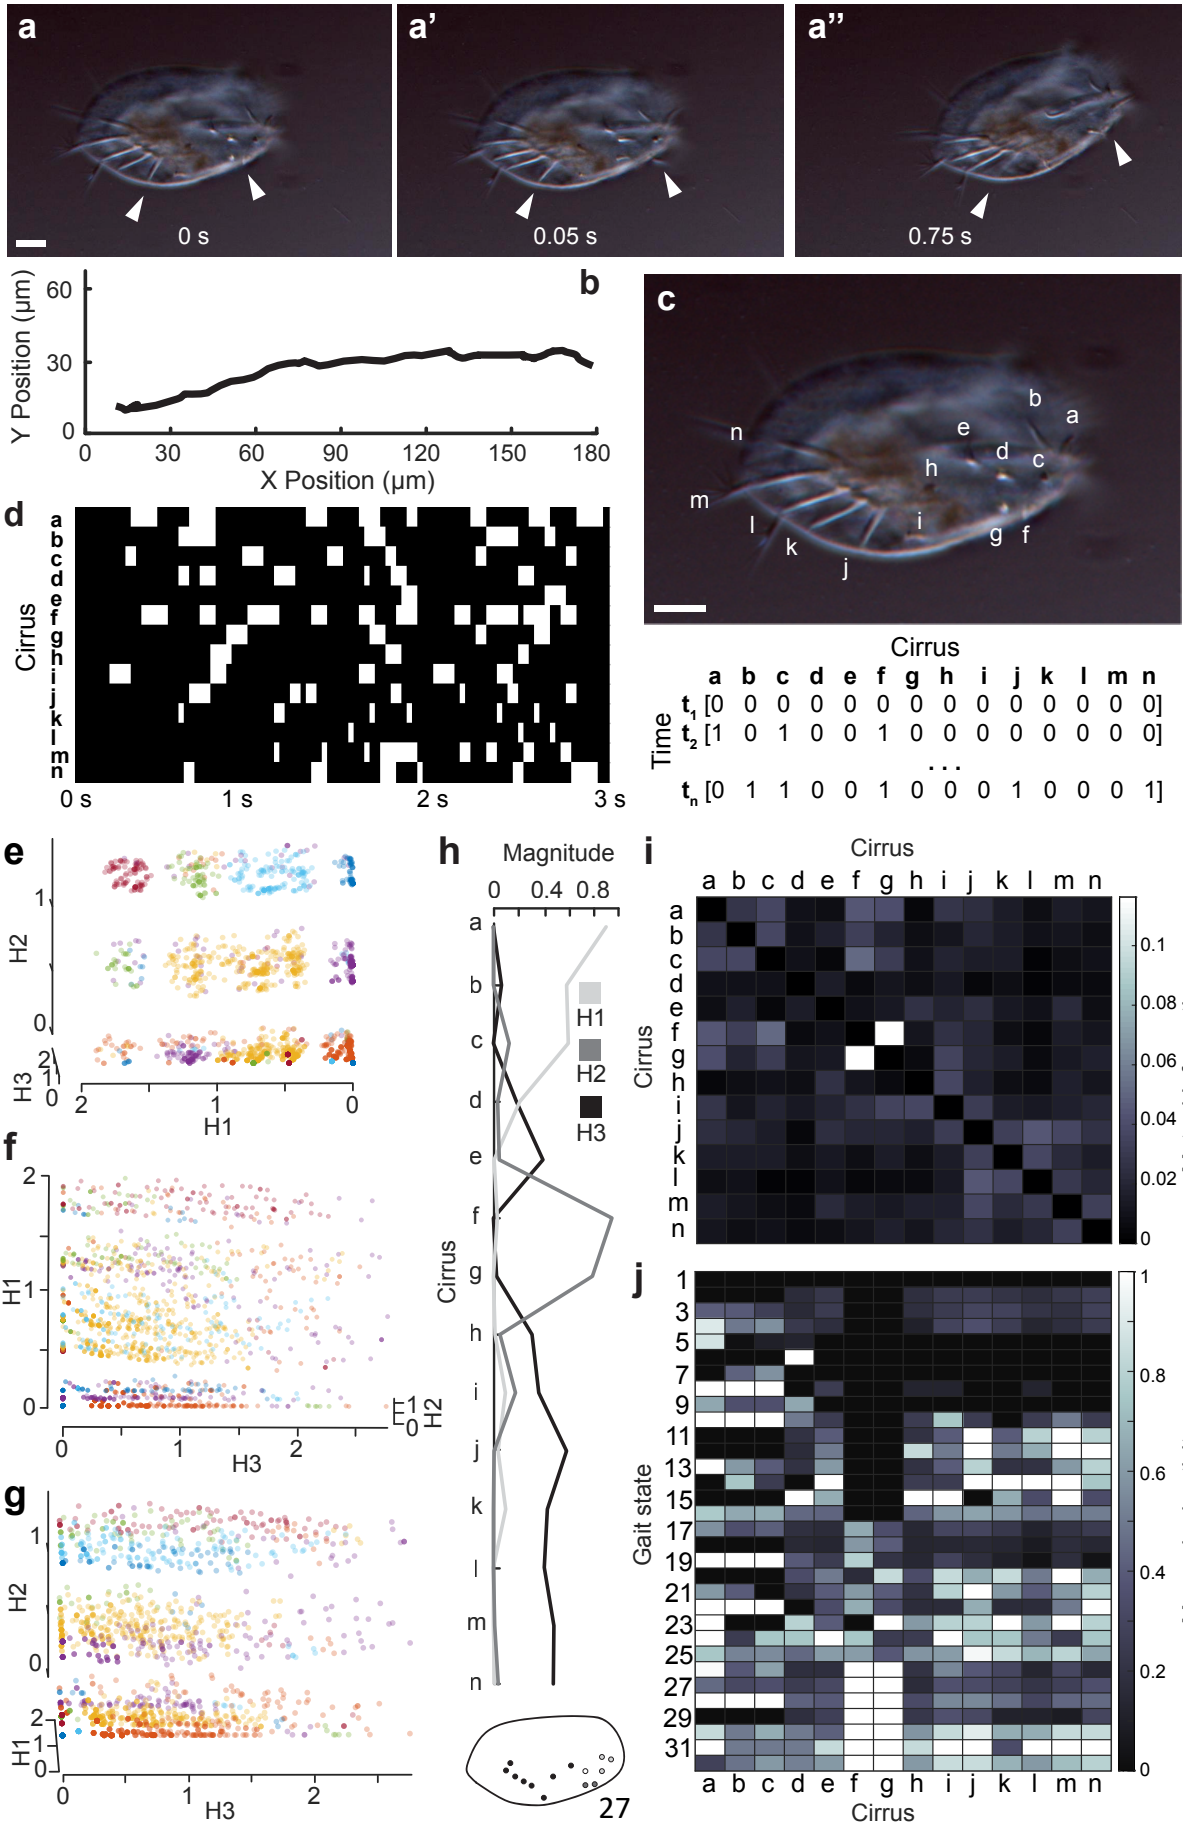 a
a’
a”
0 s
0.05 s
0.75 s
b
60
30
0
Y Position (µm)
0 30 60 90 120 150 180
X Position (µm)
c
b
a
n
e
d
c
h
m
l
k
j
i
g
f
d
a
b
c
d
e
f
g
h
i
j
k
l
m
n
Cirrus
0 s 1 s 2 s 3 s
Cirrus
a b c d e f g h i j k l m n
Time
t1 [0 0 0 0 0 0 0 0 0 0 0 0 0 0]
t2 [1 0 1 0 0 1 0 0 0 0 0 0 0 0]
. . .
tn [0 1 1 0 0 1 0 0 0 1 0 0 0 1]
e
1
H2
0
2
1
0
H3
2 1 0
H1
f
2
1
0
H1
0 1 2
H3
1
0
H2
g
1
H2
0
2
1
0
H1
0 1 2
H3
h
Magnitude
0 0.4 0.8
a
b
c
d
e
f
g
h
i
j
k
l
m
n
Cirrus
H1
H2
H3
27
i
Cirrus
a b c d e f g h i j k l m n
a
b
c
d
e
f
g
h
i
j
k
l
m
n
Cirrus
0.1
0.08
0.06
0.04
0.02
0
j
1
3
5
7
9
11
13
15
17
19
21
23
25
27
29
31
Gait state
a b c d e f g h i j k l m n
Cirrus
1
0.8
0.6
0.4
0.2
0